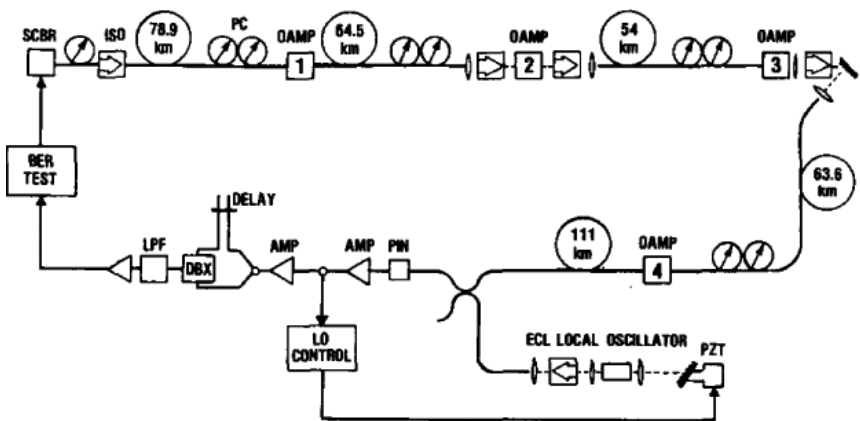 SCBR
ISO
78.9
km
PC
OAMP
1
64.5
km
OAMP
2
54
km
OAMP
3
63.6
km
BER
TEST
DELAY
LPF
DBX
AMP
AMP
PIN
111
km
OAMP
4
LO
CONTROL
ECL LOCAL OSCILLATOR
PZT